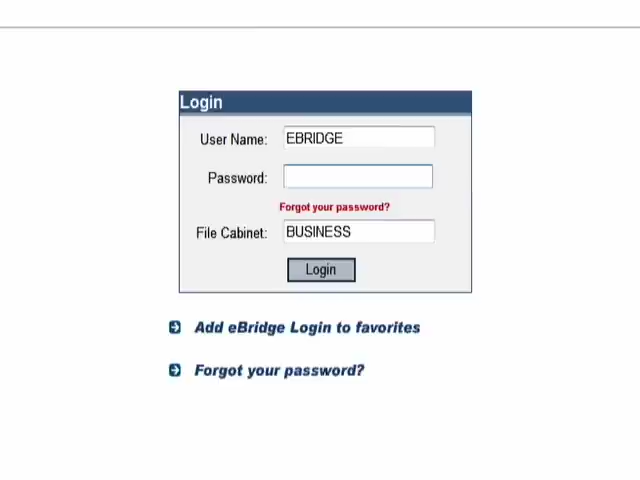 Login
User Name: EBRIDGE
Password:
Forgot your password?
File Cabinet: BUSINESS
Login
Add eBridge Login to favorites
Forgot your password?